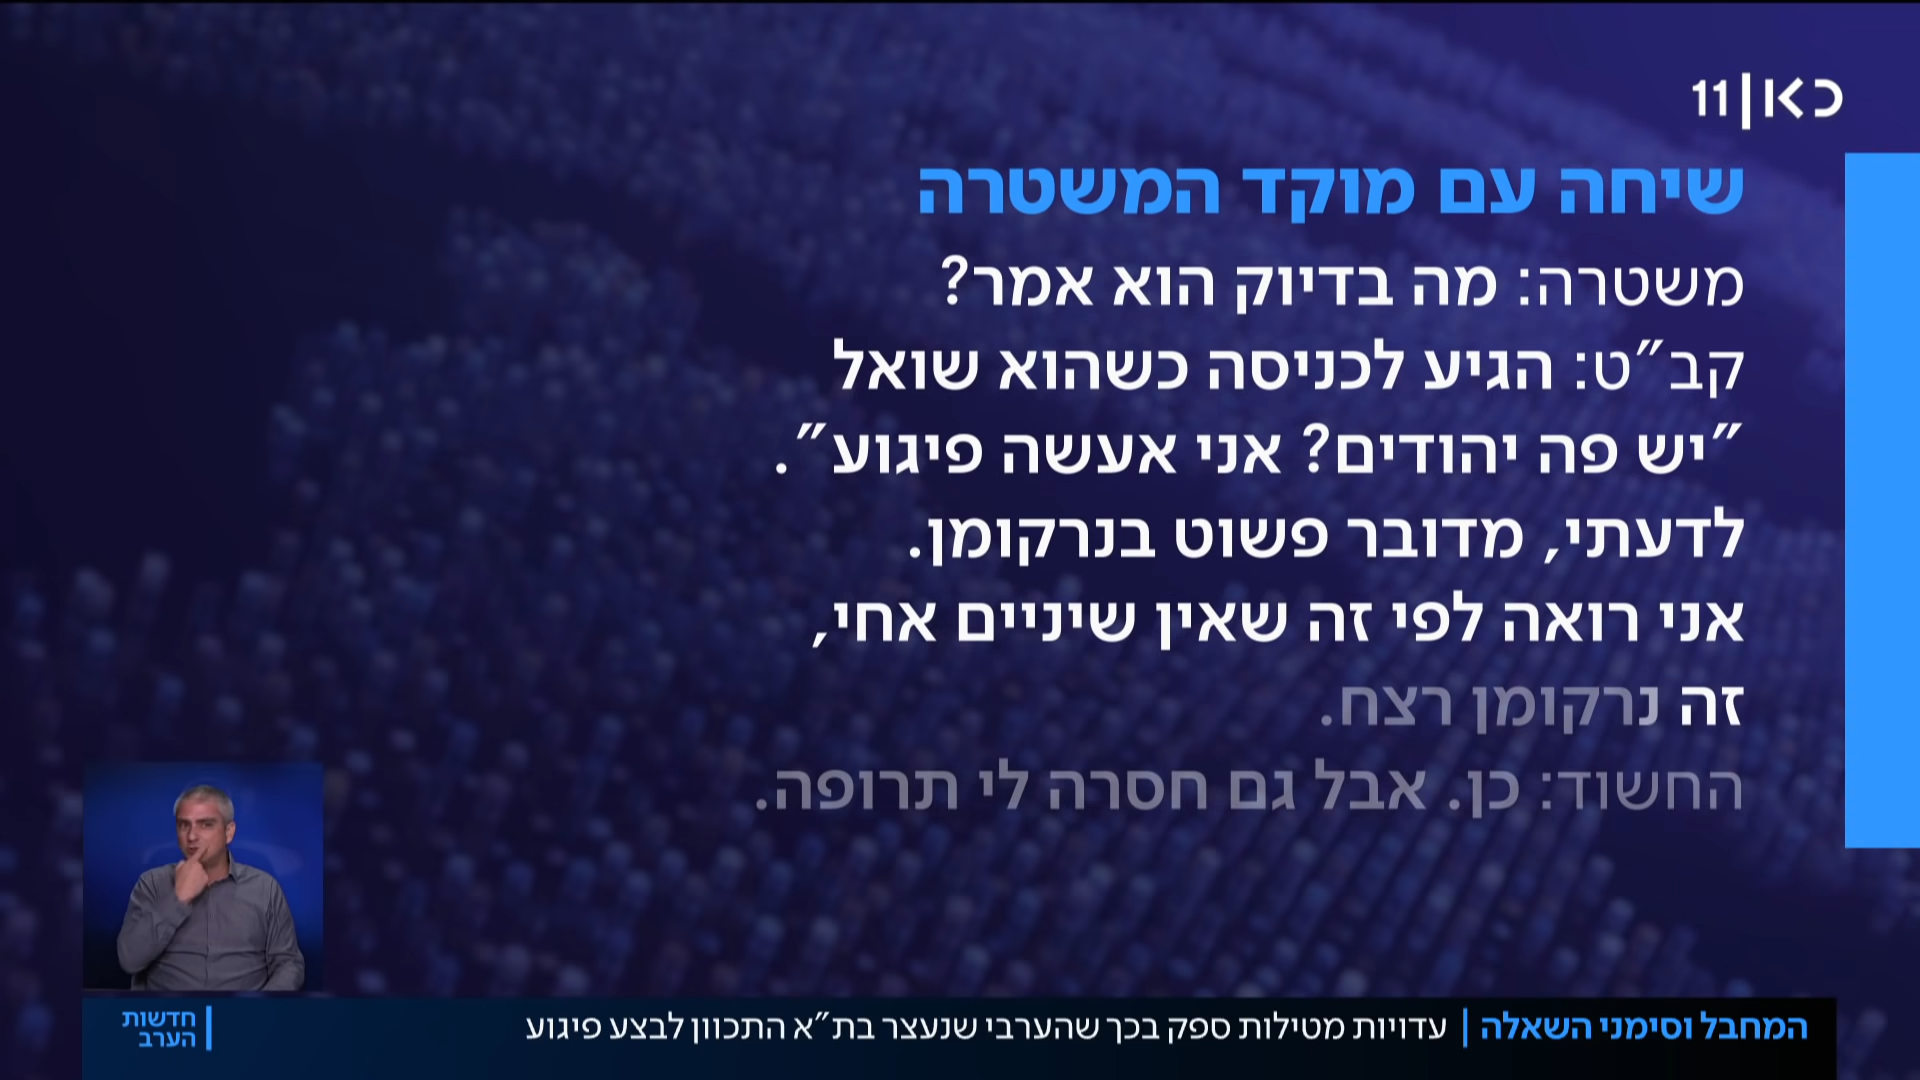 כאן|11
שיחה עם מוקד המשטרה
משטרה: מה בדיוק הוא אמר?
קב״ט: הגיע לכניסה כשהוא שואל
״יש פה יהודים? אני אעשה פיגוע״.
לדעתי, מדובר פשוט בנרקומן.
אני רואה לפי זה שאין שיניים אחי,
זה נרקומן רצח.
החשוד: כן. אבל גם חסרה לי תרופה.
המחבל וסימני השאלה | עדויות מטילות ספק בכך שהערבי שנעצר בת״א התכוון לבצע פיגוע
חדשות
הערב